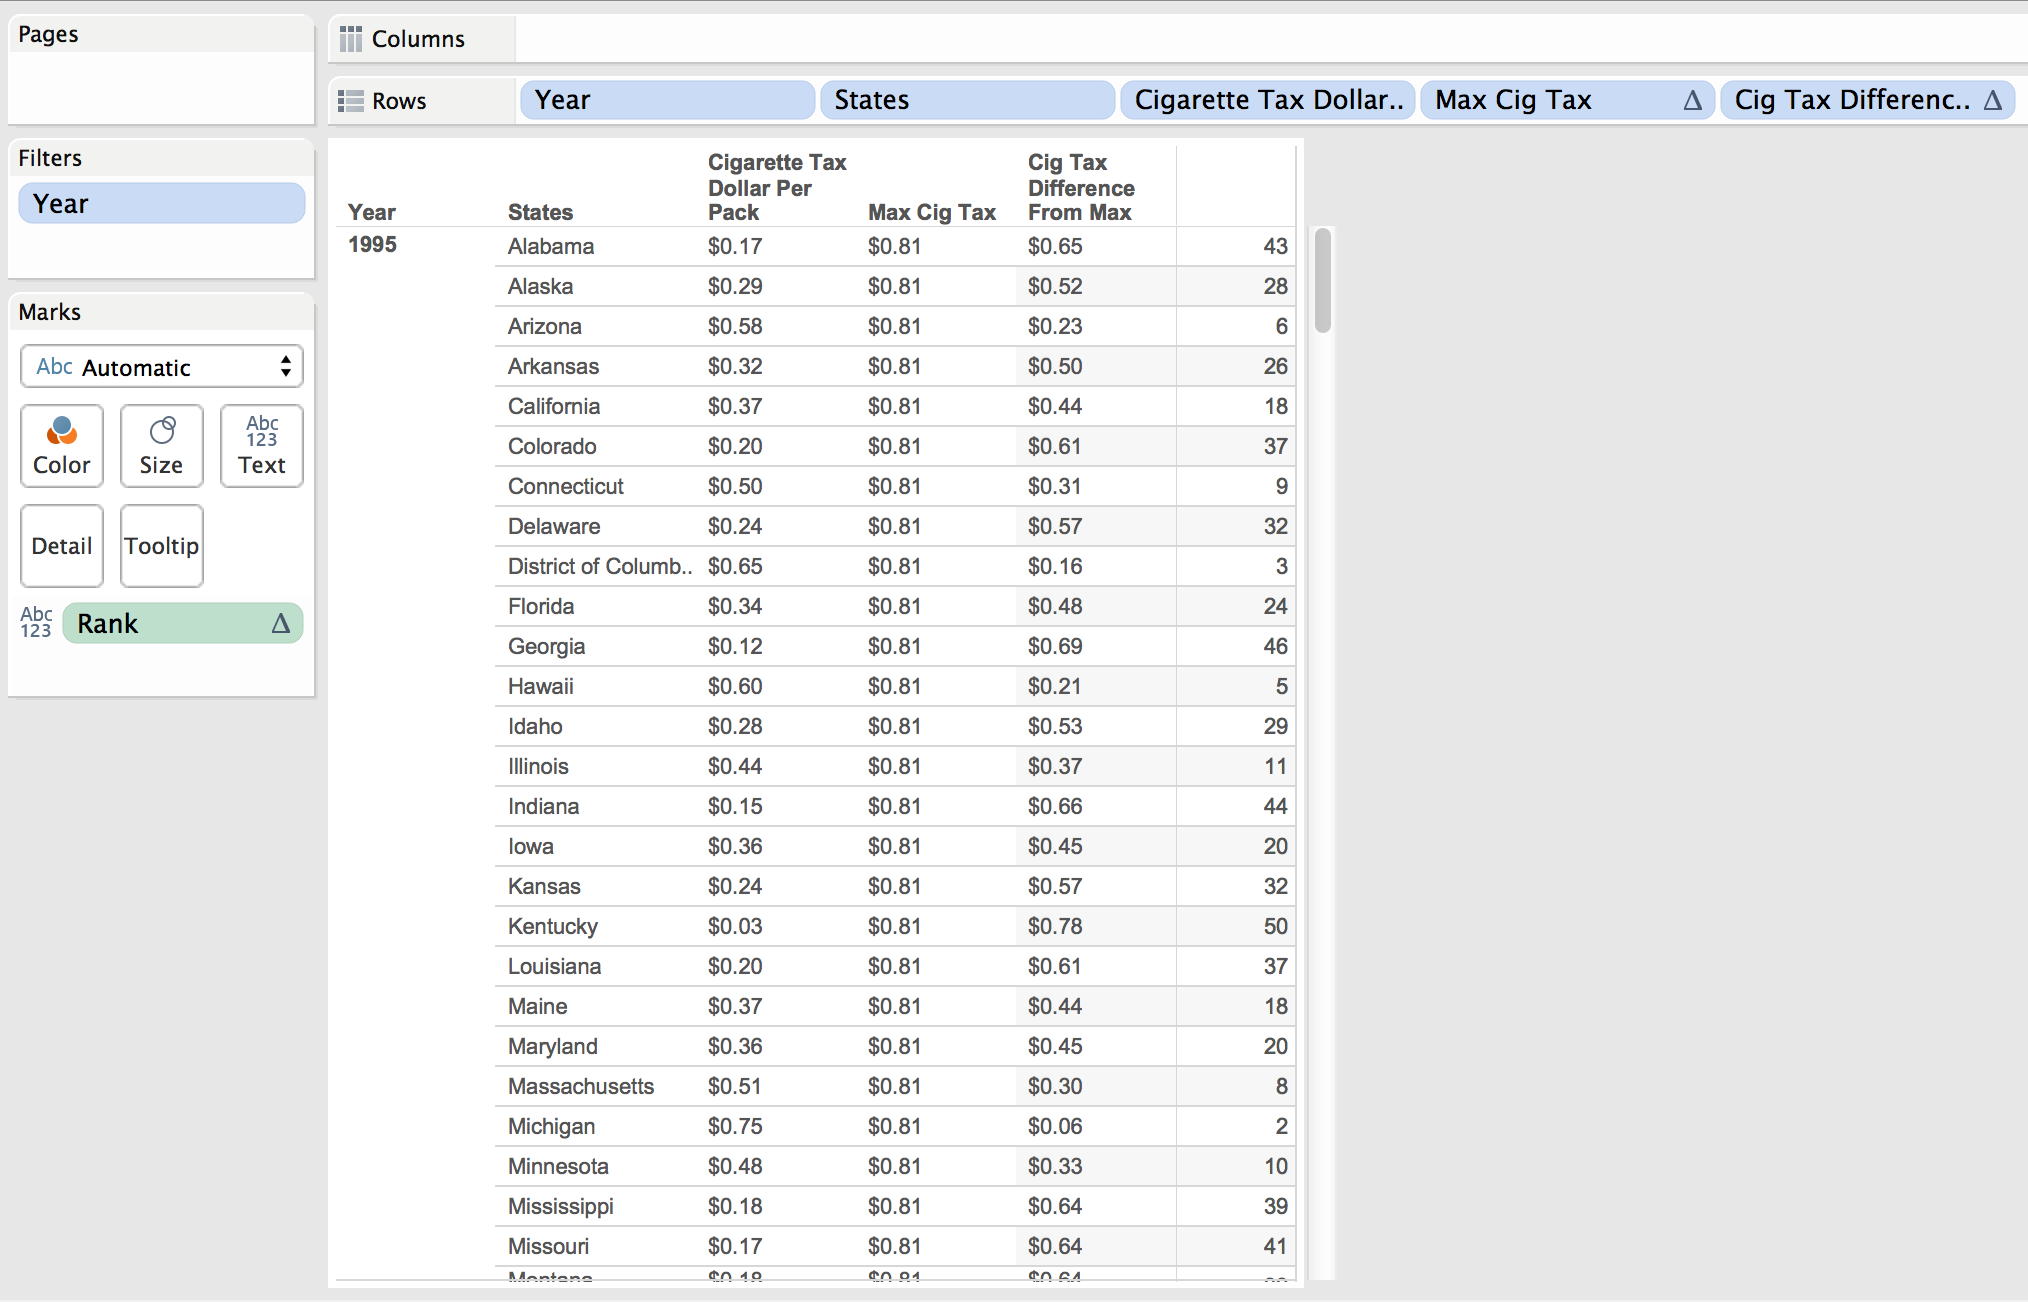 Pages
Columns
Rows Year States Cigarette Tax Dollar.. Max Cig Tax Δ Cig Tax Differenc.. Δ
Filters
Year
Marks
Abc Automatic
Color
Size
Abc 123 Text
Detail
Tooltip
Abc 123 Rank Δ
Year States Cigarette Tax Dollar Per Pack Max Cig Tax Cig Tax Difference From Max
1995 Alabama $0.17 $0.81 $0.65 43
Alaska $0.29 $0.81 $0.52 28
Arizona $0.58 $0.81 $0.23 6
Arkansas $0.32 $0.81 $0.50 26
California $0.37 $0.81 $0.44 18
Colorado $0.20 $0.81 $0.61 37
Connecticut $0.50 $0.81 $0.31 9
Delaware $0.24 $0.81 $0.57 32
District of Columb.. $0.65 $0.81 $0.16 3
Florida $0.34 $0.81 $0.48 24
Georgia $0.12 $0.81 $0.69 46
Hawaii $0.60 $0.81 $0.21 5
Idaho $0.28 $0.81 $0.53 29
Illinois $0.44 $0.81 $0.37 11
Indiana $0.15 $0.81 $0.66 44
Iowa $0.36 $0.81 $0.45 20
Kansas $0.24 $0.81 $0.57 32
Kentucky $0.03 $0.81 $0.78 50
Louisiana $0.20 $0.81 $0.61 37
Maine $0.37 $0.81 $0.44 18
Maryland $0.36 $0.81 $0.45 20
Massachusetts $0.51 $0.81 $0.30 8
Michigan $0.75 $0.81 $0.06 2
Minnesota $0.48 $0.81 $0.33 10
Mississippi $0.18 $0.81 $0.64 39
Missouri $0.17 $0.81 $0.64 41
Montana $0.18 $0.81 $0.64